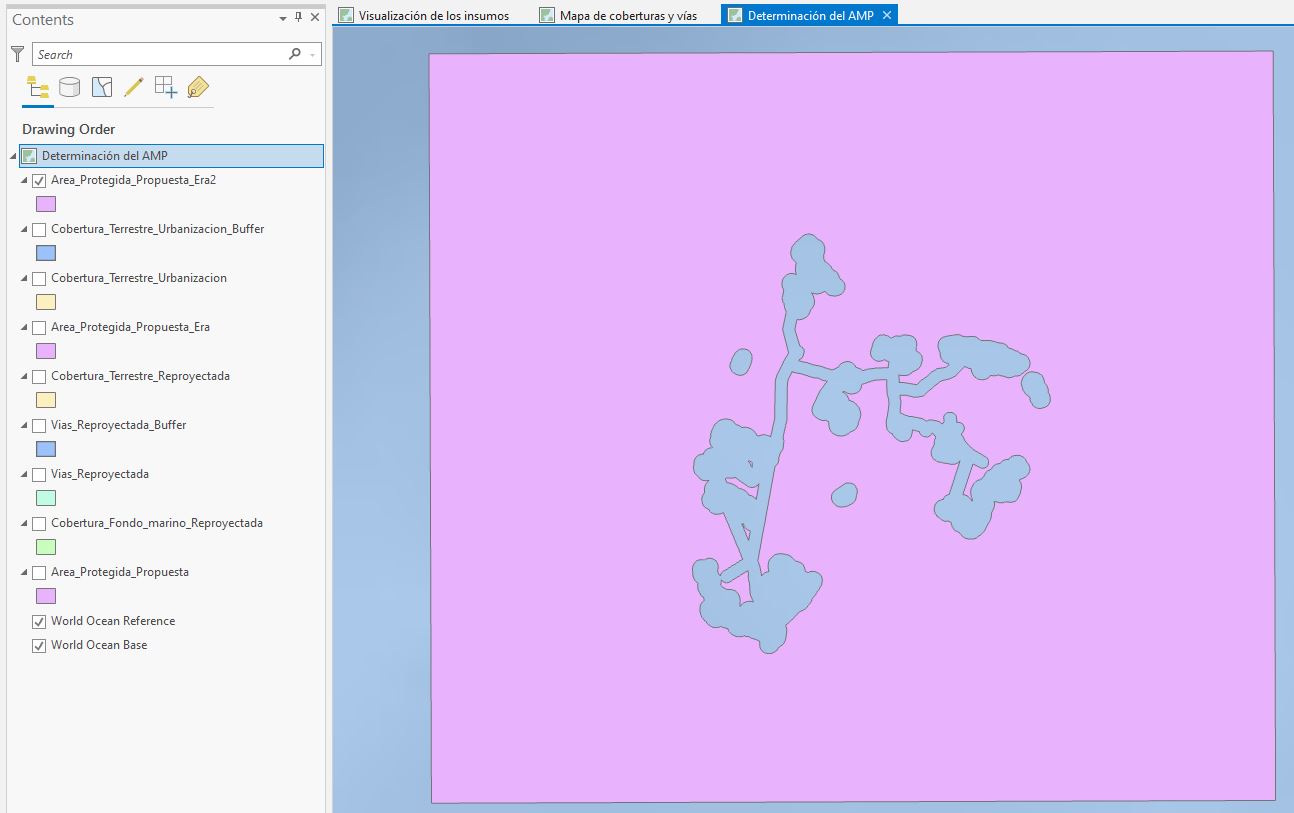 Contents
Search
Drawing Order
Determinación del AMP
Area_Protegida_Propuesta_Era2
Cobertura_Terrestre_Urbanizacion_Buffer
Cobertura_Terrestre_Urbanizacion
Area_Protegida_Propuesta_Era
Cobertura_Terrestre_Reproyectada
Vias_Reproyectada_Buffer
Vias_Reproyectada
Cobertura_Fondo_marino_Reproyectada
Area_Protegida_Propuesta
World Ocean Reference
World Ocean Base
Visualización de los insumos
Mapa de coberturas y vías
Determinación del AMP